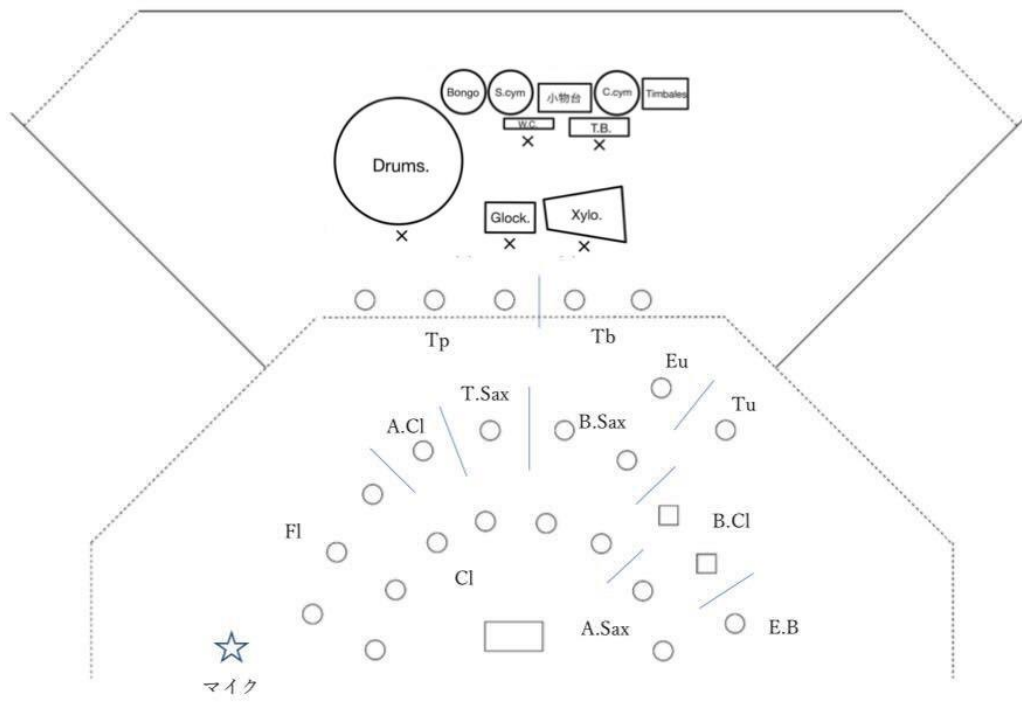 Bongo
S.cym
小物台
C.cym
Timbales
W.C.
T.B.
Drums.
Glock.
Xylo.
Tp
Tb
Eu
Tu
T.Sax
A.Cl
B.Sax
Fl
Cl
B.Cl
A.Sax
E.B
マイク